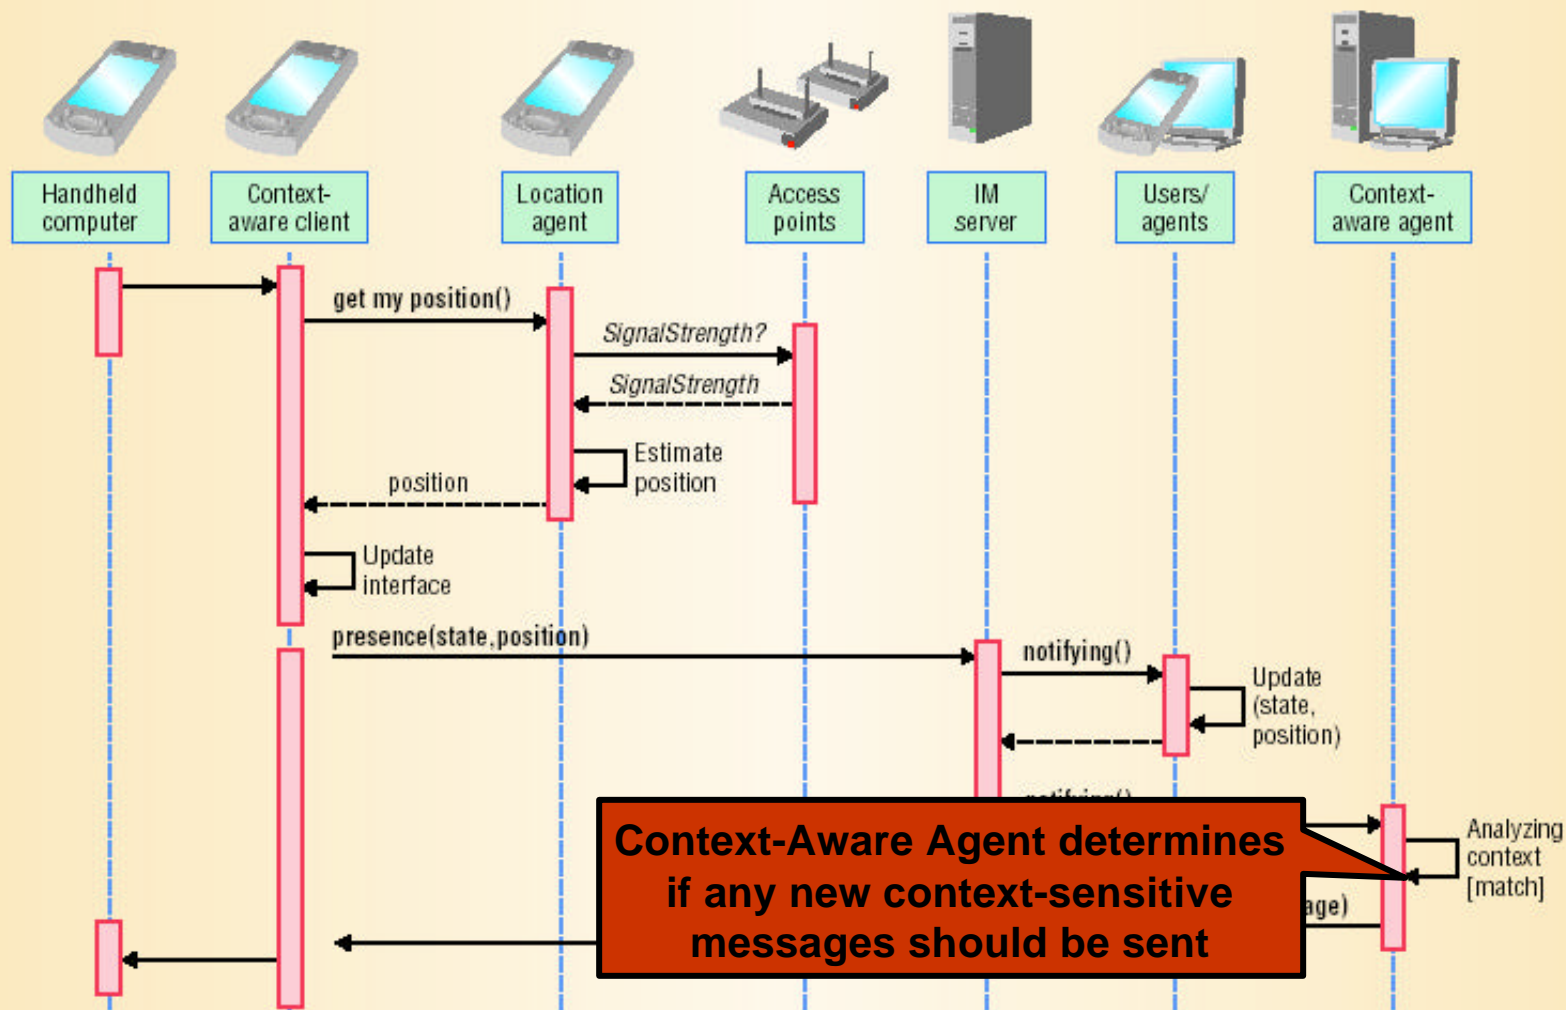 Handheld
computer
Context-
aware client
Location
agent
Access
points
IM
server
Users/
agents
Context-
aware agent
get my position()
SignalStrength?
SignalStrength
Estimate
position
position
Update
interface
presence(state,position)
notifying()
Update
(state,
position)
notifying()
Analyzing
context
[match]
age)
Context-Aware Agent determines
if any new context-sensitive
messages should be sent